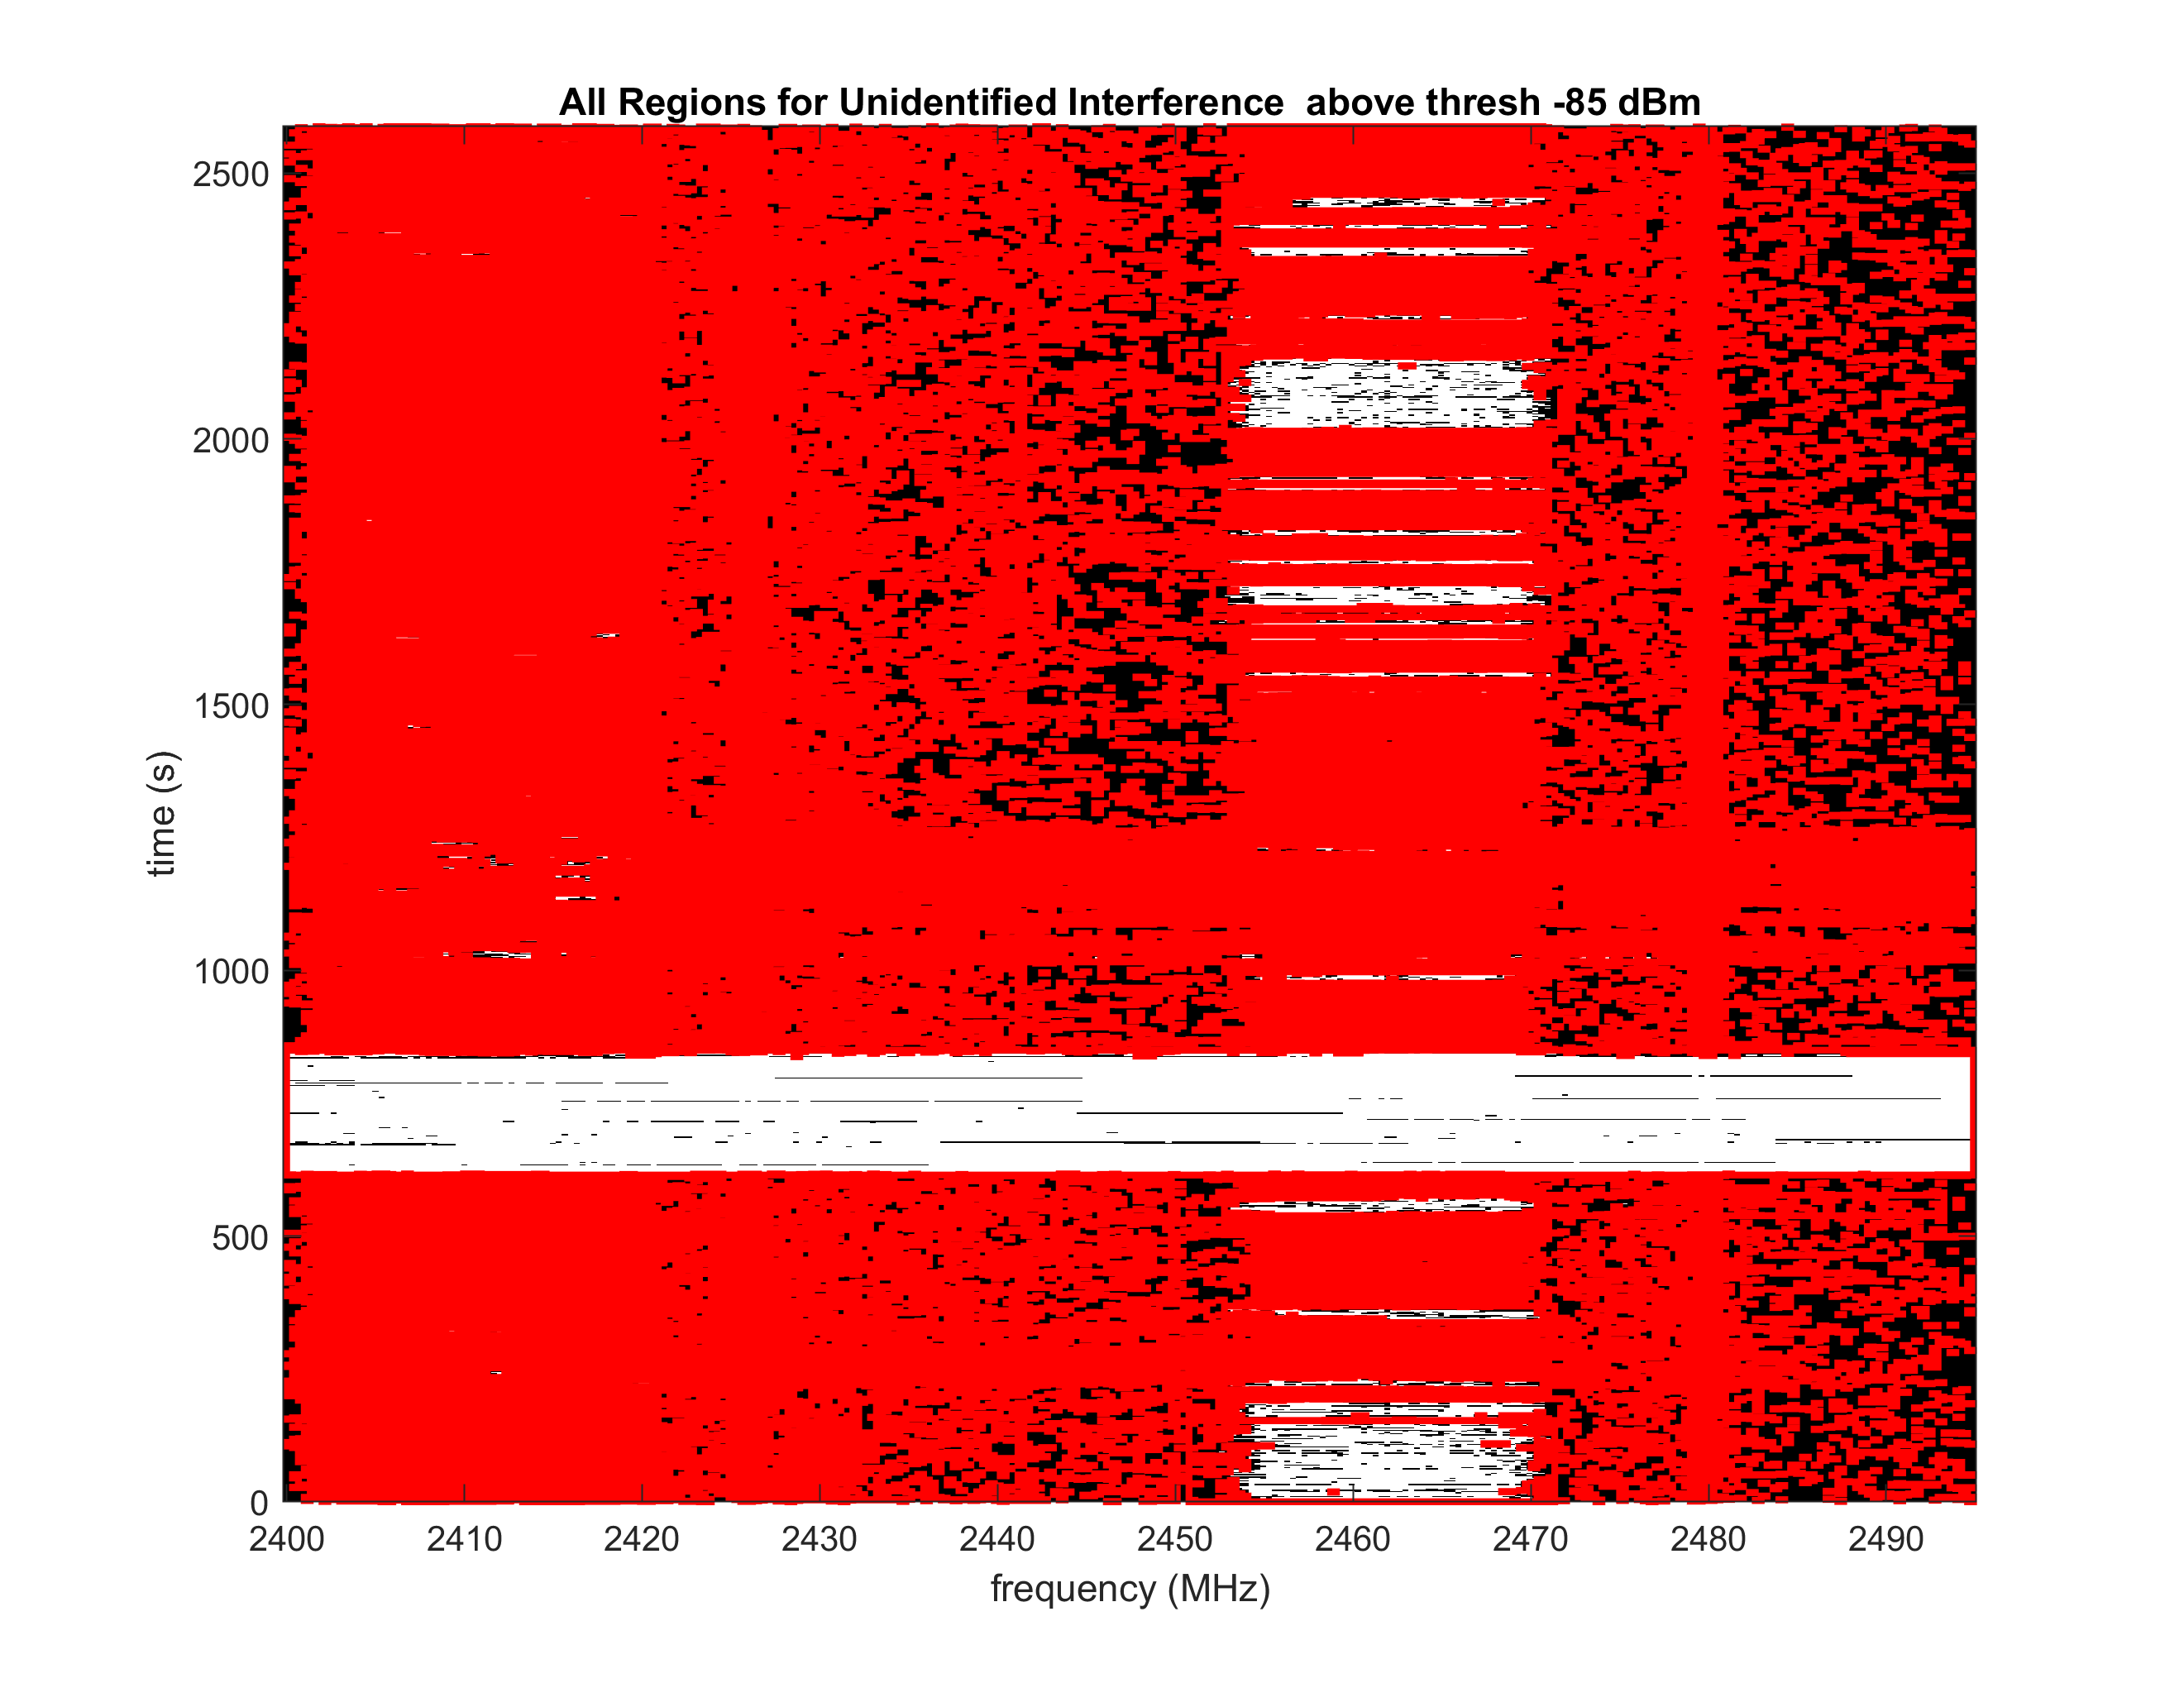 All Regions for Unidentified Interference  above thresh -85 dBm
2500
2000
1500
1000
500
0
time (s)
2400 2410 2420 2430 2440 2450 2460 2470 2480 2490
frequency (MHz)